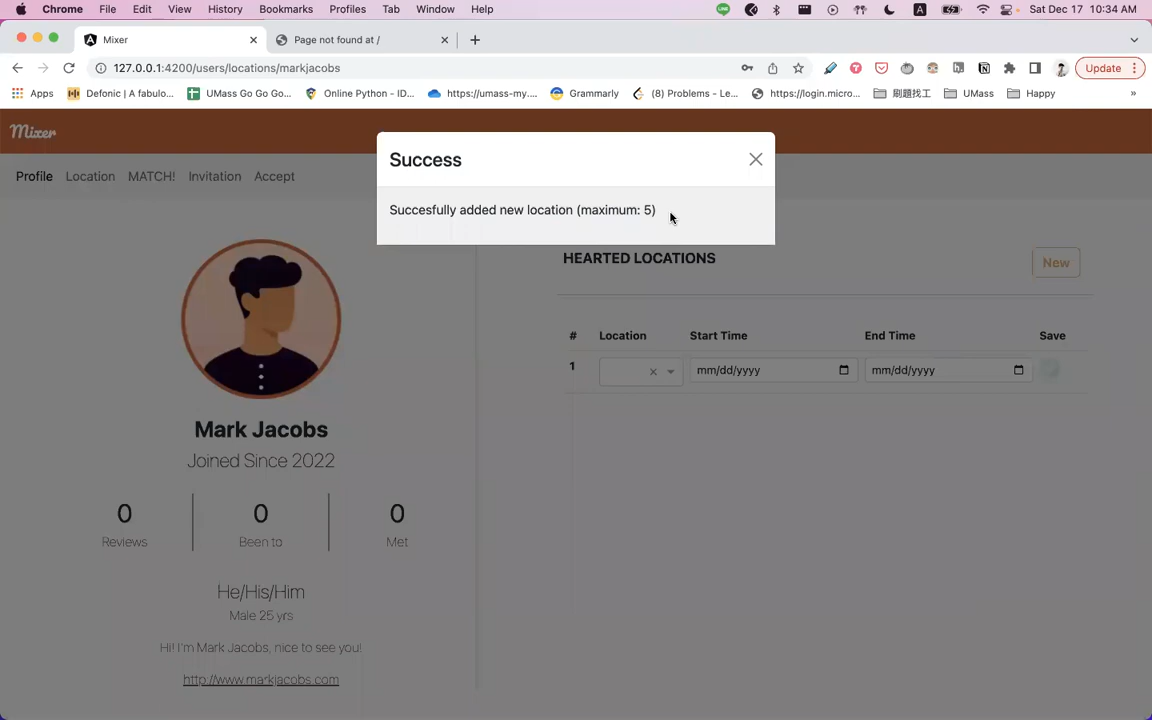 Chrome File Edit View History Bookmarks Profiles Tab Window Help A Sat Dec 17 10:34 AM
Mixer Page not found at /
127.0.0.1:4200/users/locations/markjacobs Update
Apps Defonic | A fabulo... UMass Go Go Go... Online Python - ID... https://umass-my.... Grammarly (8) Problems - Le... https://login.micro... 刷題找工 UMass Happy »
Mixer
Success
Profile Location MATCH! Invitation Accept
Succesfully added new location (maximum: 5)
HEARTED LOCATIONS New
# Location Start Time End Time Save
1 mm/dd/yyyy mm/dd/yyyy
Mark Jacobs
Joined Since 2022
0 0 0
Reviews Been to Met
He/His/Him
Male 25 yrs
Hi! I'm Mark Jacobs, nice to see you!
http://www.markjacobs.com